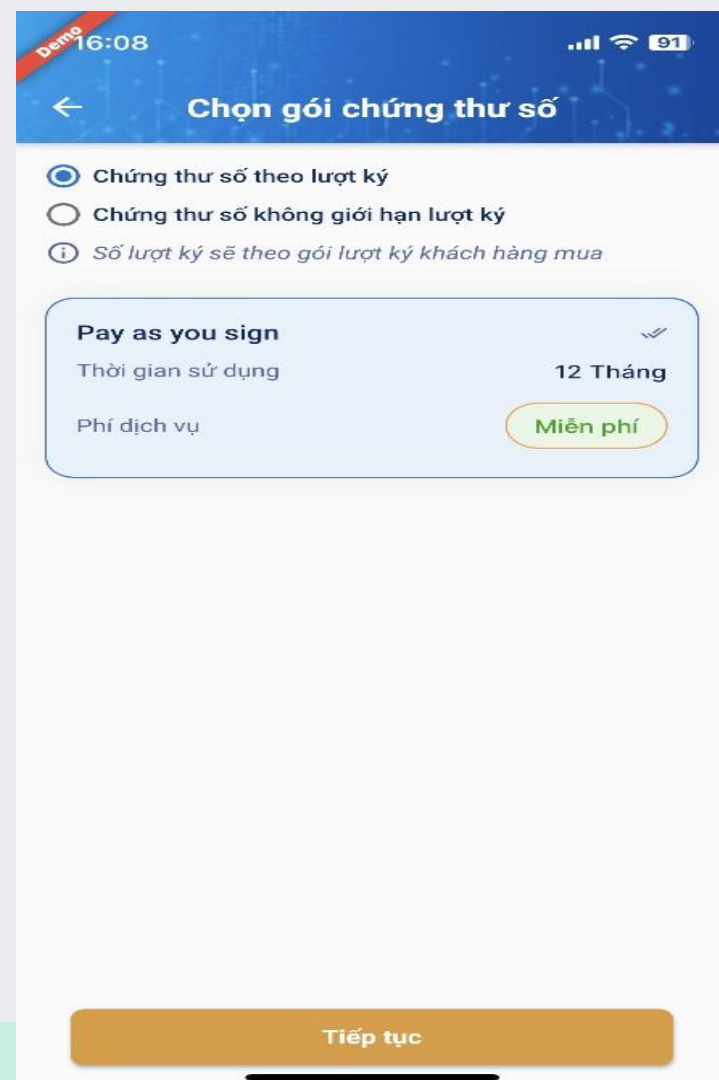 Demo
16:08
91
Chọn gói chứng thư số
Chứng thư số theo lượt ký
Chứng thư số không giới hạn lượt ký
Số lượt ký sẽ theo gói lượt ký khách hàng mua
Pay as you sign
Thời gian sử dụng 12 Tháng
Phí dịch vụ Miễn phí
Tiếp tục